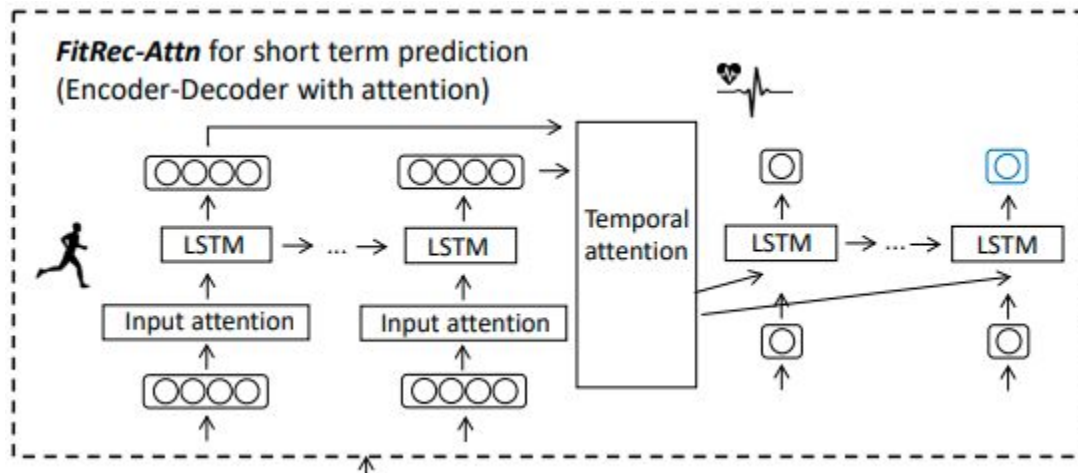 FitRec-Attn for short term prediction
(Encoder-Decoder with attention)
LSTM
...
LSTM
Temporal
attention
LSTM
...
LSTM
Input attention
Input attention